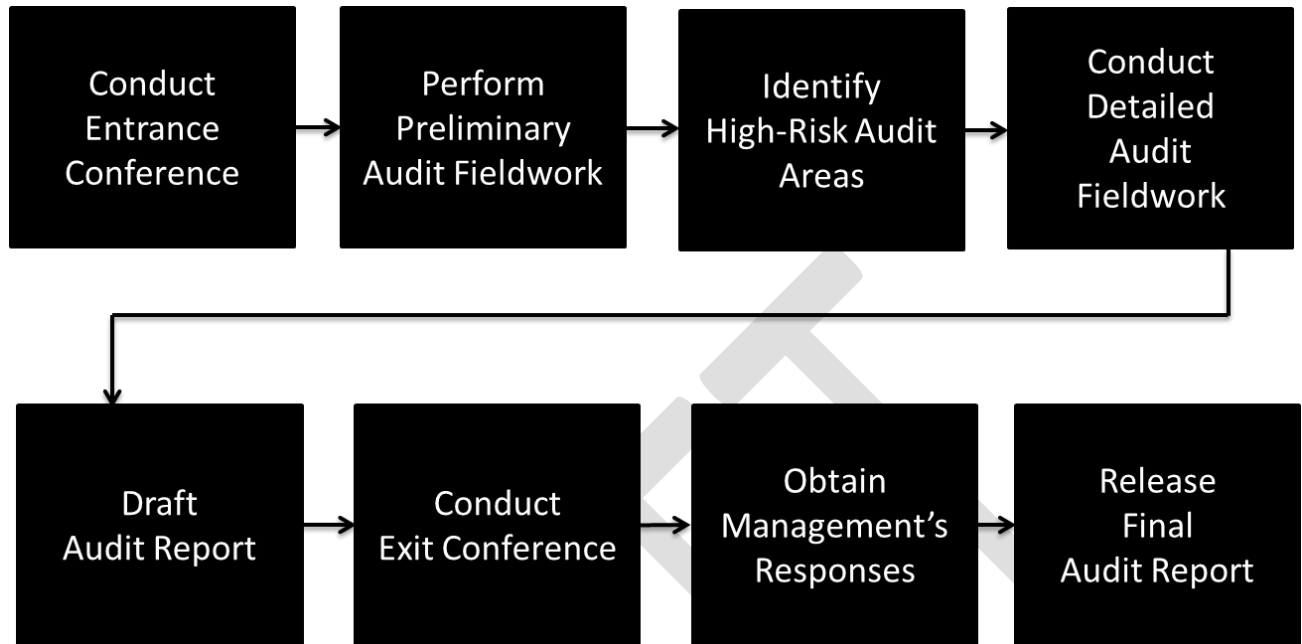 Conduct
Entrance
Conference
Perform
Preliminary
Audit Fieldwork
Identify
High-Risk Audit
Areas
Conduct
Detailed
Audit
Fieldwork
Draft
Audit Report
Conduct
Exit Conference
Obtain
Management’s
Responses
Release
Final
Audit Report